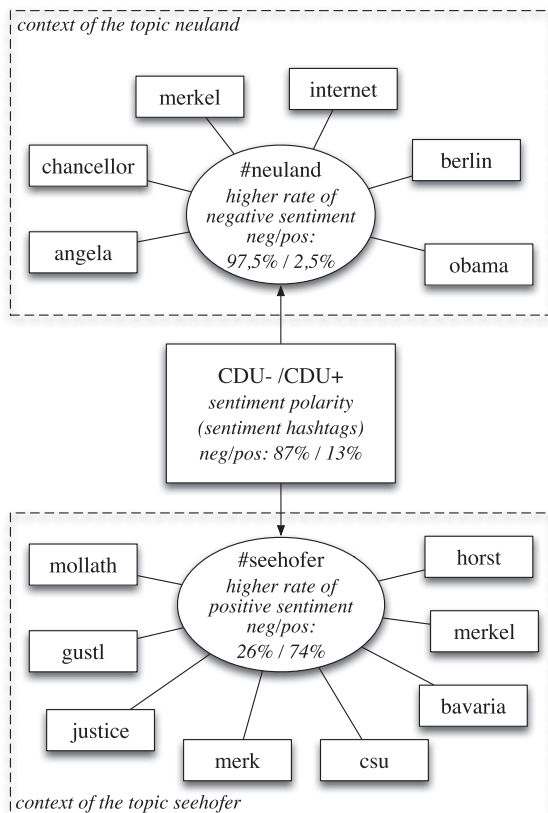 context of the topic neuland
merkel
internet
chancellor
berlin
angela
obama
#neuland
higher rate of
negative sentiment
neg/pos:
97,5% / 2,5%
CDU- /CDU+
sentiment polarity
(sentiment hashtags)
neg/pos: 87% / 13%
#seehofer
higher rate of
positive sentiment
neg/pos:
26% / 74%
mollath
horst
gustl
merkel
justice
bavaria
merk
csu
context of the topic seehofer